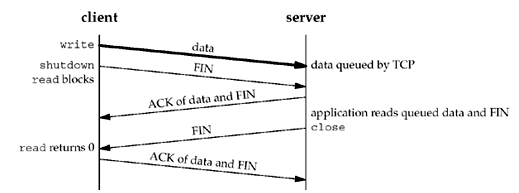 client server
write
data
data queued by TCP
shutdown
FIN
read blocks
ACK of data and FIN
application reads queued data and FIN
FIN
close
read returns 0
ACK of data and FIN